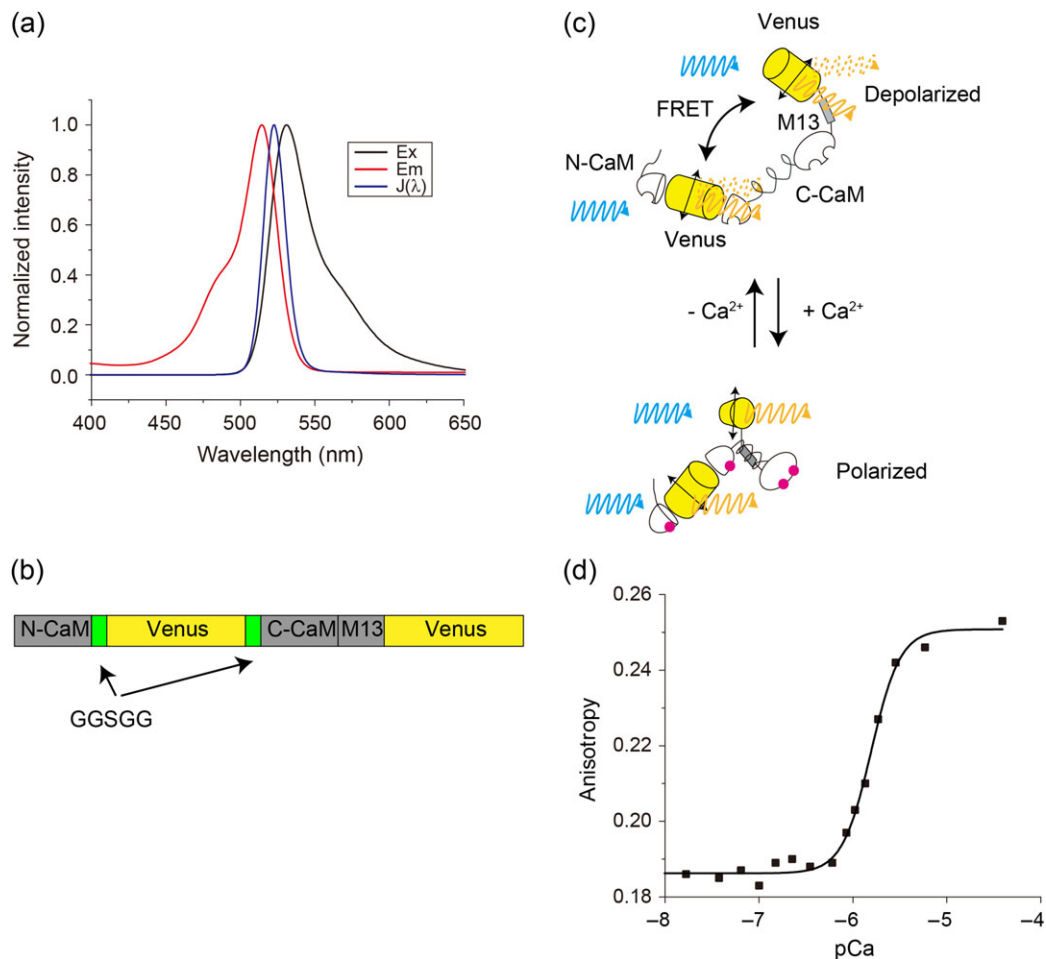 (a)
Normalized intensity
1.0
0.8
0.6
0.4
0.2
0.0
400 450 500 550 600 650
Wavelength (nm)
Ex
Em
J(λ)
(b)
N-CaM Venus C-CaM M13 Venus
GGSGG
(c)
Venus
Depolarized
FRET
M13
N-CaM
C-CaM
Venus
- Ca²⁺ + Ca²⁺
Polarized
(d)
Anisotropy
0.26
0.24
0.22
0.20
0.18
–8 –7 –6 –5 –4
pCa